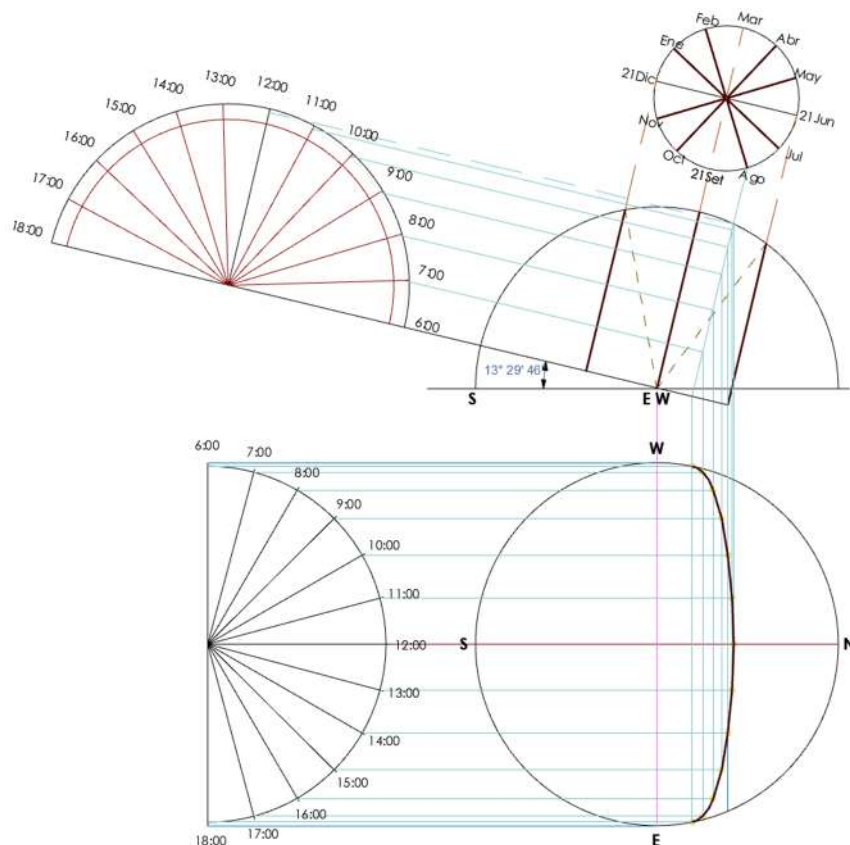 Feb
Mar
Ene
Abr
21Dic
May
21Jun
Nov
Jul
Oct
21Set
Ago
18:00
17:00
16:00
15:00
14:00
13:00
12:00
11:00
10:00
9:00
8:00
7:00
6:00
13° 29' 46"
S
E W
W
6:00
7:00
8:00
9:00
10:00
11:00
12:00
S
N
13:00
14:00
15:00
16:00
17:00
18:00
E